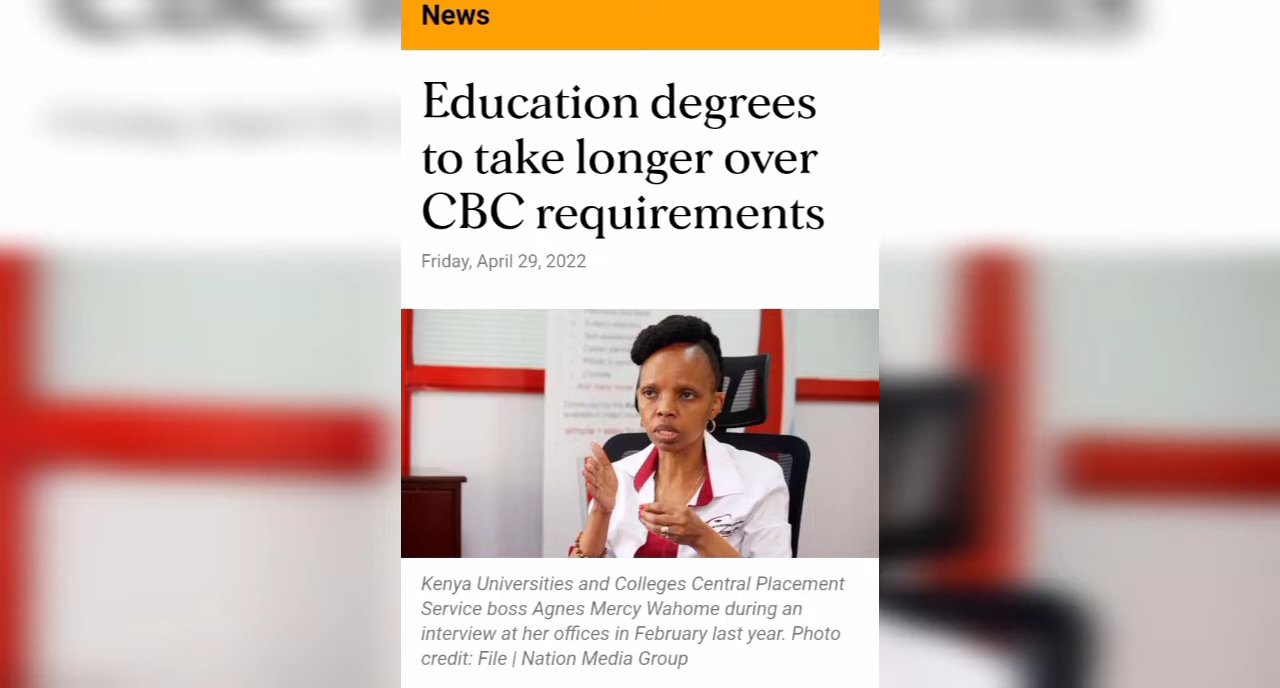 News
Education degrees
to take longer over
CBC requirements
Friday, April 29, 2022
Kenya Universities and Colleges Central Placement
Service boss Agnes Mercy Wahome during an
interview at her offices in February last year. Photo
credit: File | Nation Media Group